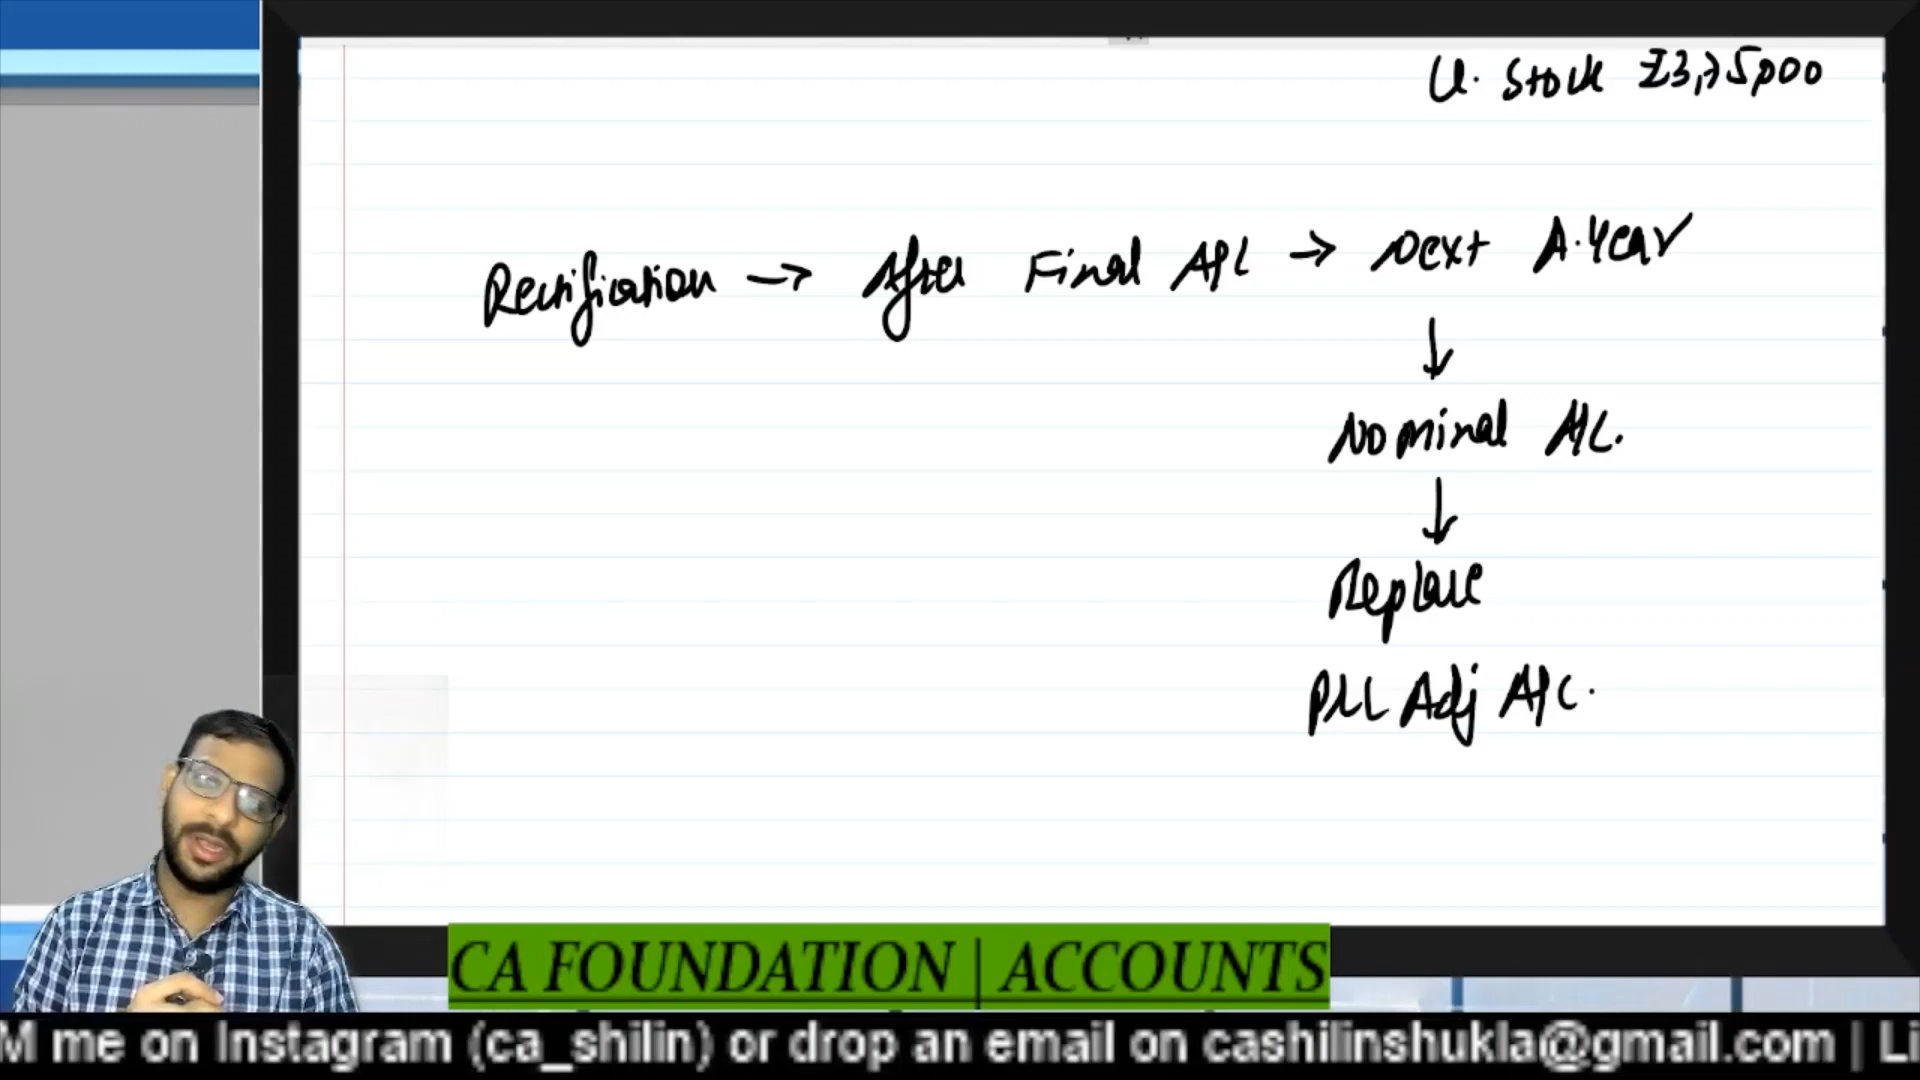 Cl. Stock ₹3,75,000
Rectification → After Final A/C → Next A.Year
↓
Nominal A/C.
↓
Replace
P&L Adj A/C.
CA FOUNDATION | ACCOUNTS
M me on Instagram (ca_shilin) or drop an email on cashilinshukla@gmail.com | Li